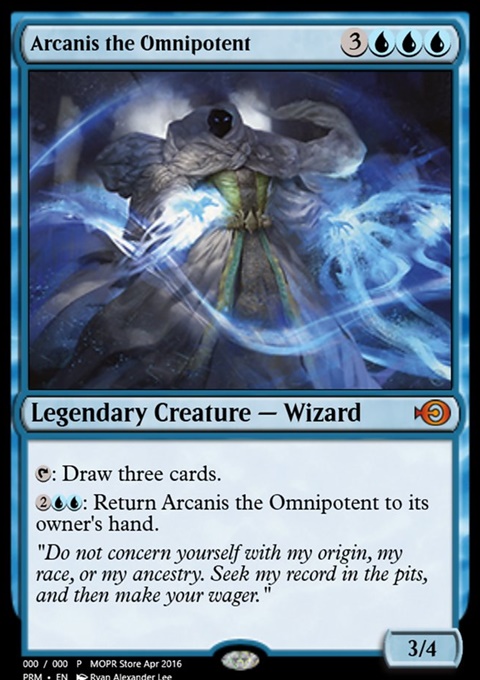 Arcanis the Omnipotent 3
Legendary Creature — Wizard
: Draw three cards.
2: Return Arcanis the Omnipotent to its
owner's hand.
"Do not concern yourself with my origin, my
race, or my ancestry. Seek my record in the pits,
and then make your wager."
3/4
000 / 000 P MOPR Store Apr 2016
PRM • EN Ryan Alexander Lee